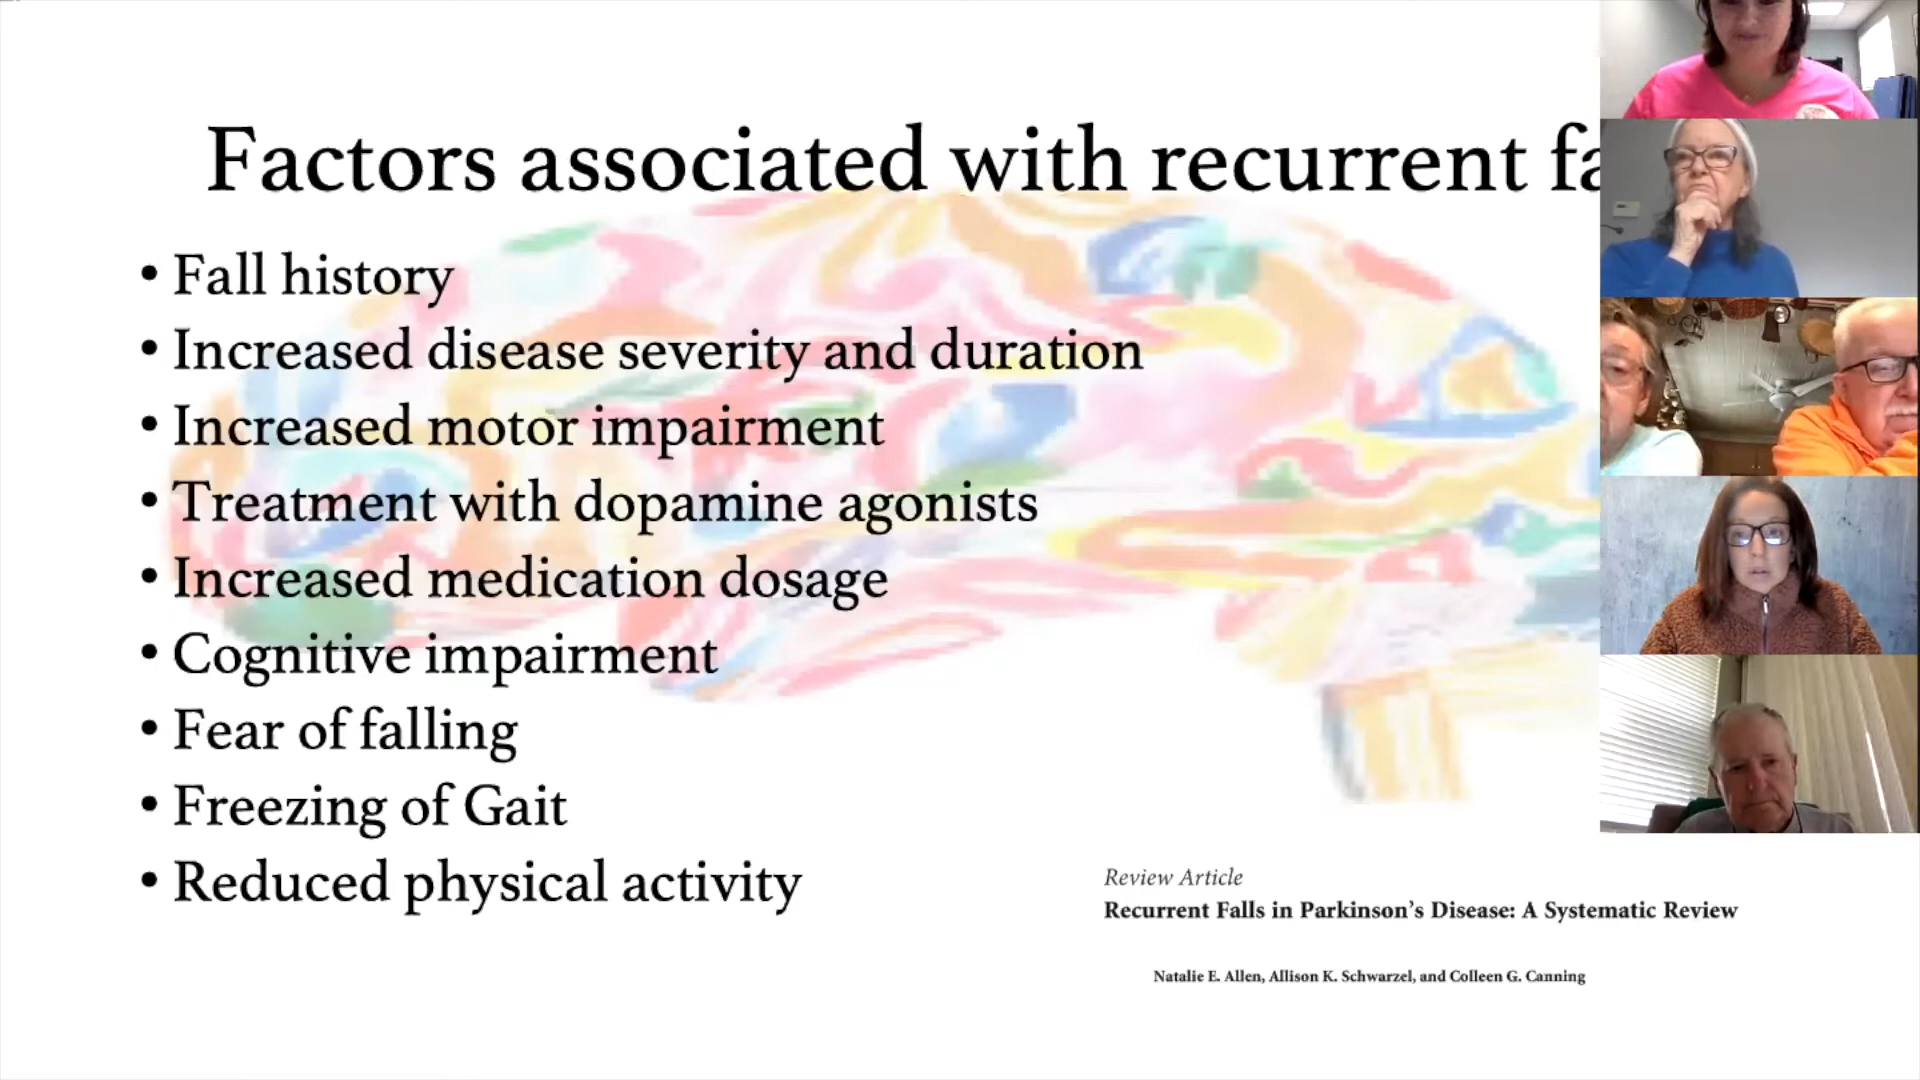 Factors associated with recurrent fa
• Fall history
• Increased disease severity and duration
• Increased motor impairment
• Treatment with dopamine agonists
• Increased medication dosage
• Cognitive impairment
• Fear of falling
• Freezing of Gait
• Reduced physical activity
Review Article
Recurrent Falls in Parkinson’s Disease: A Systematic Review
Natalie E. Allen, Allison K. Schwarzel, and Colleen G. Canning